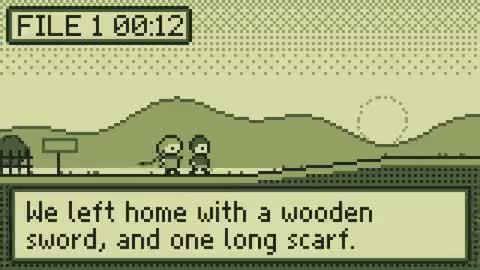 FILE 1 00:12
We left home with a wooden
sword, and one long scarf.